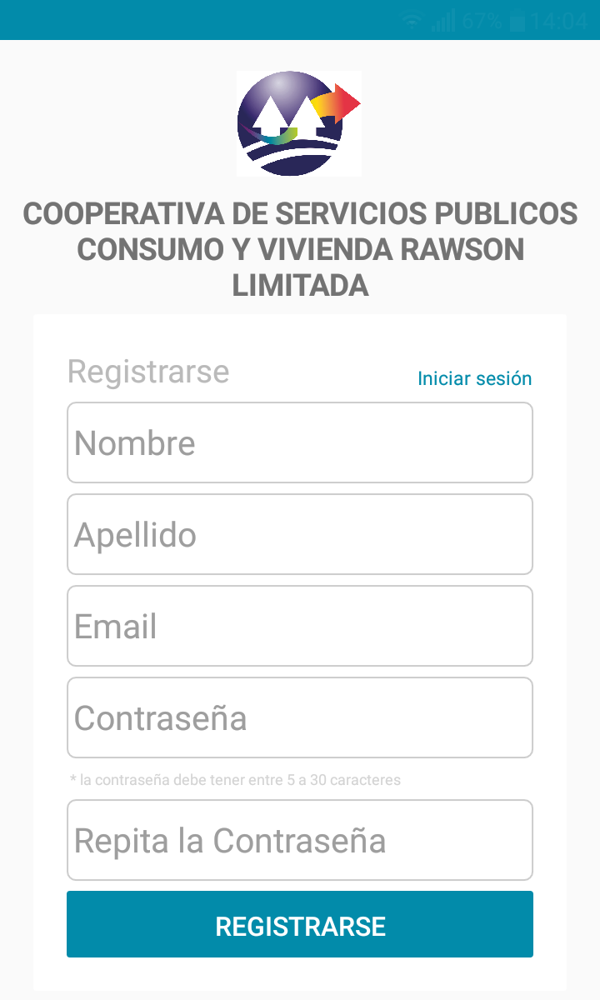 67% 14:04
COOPERATIVA DE SERVICIOS PUBLICOS
CONSUMO Y VIVIENDA RAWSON
LIMITADA
Registrarse
Iniciar sesión
Nombre
Apellido
Email
Contraseña
* la contraseña debe tener entre 5 a 30 caracteres
Repita la Contraseña
REGISTRARSE